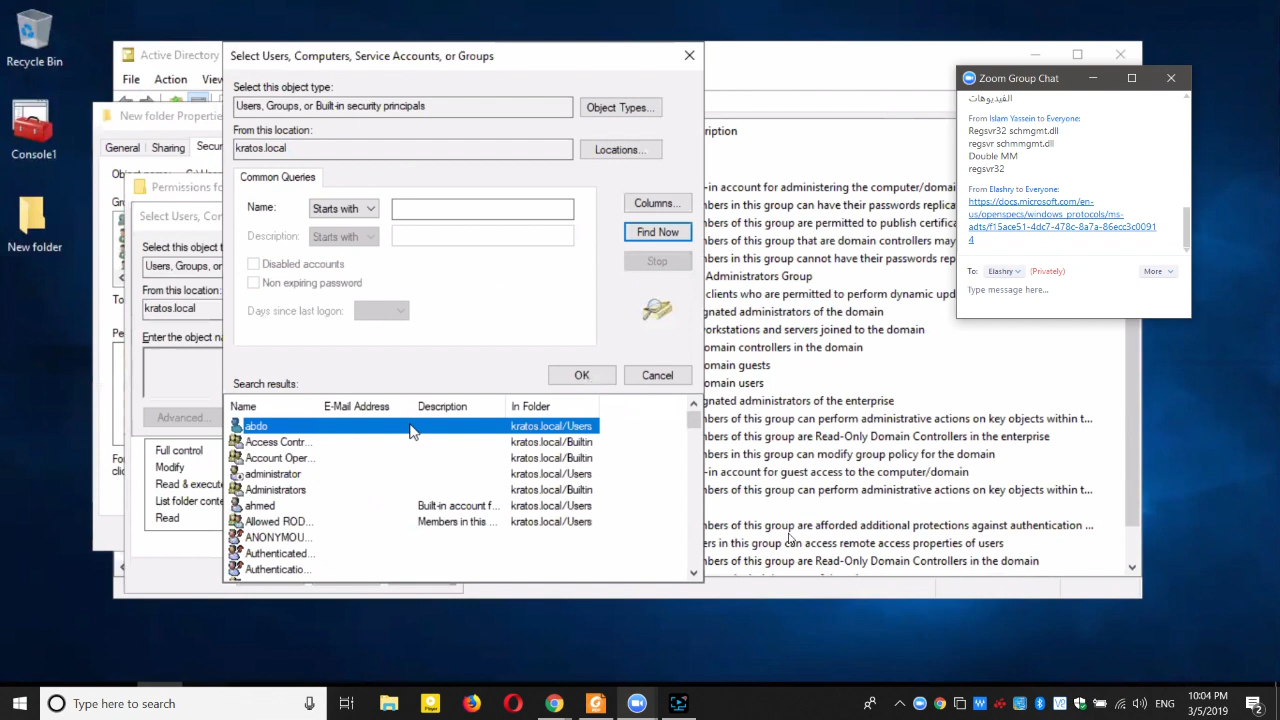 Recycle Bin
Console1
New folder
Active Directory
File Action View
New folder Properties
General Sharing
Permissions fo
Select Users, Co
Select this object t
Users, Groups, or
From this location:
kratos.local
Enter the object n
Advanced...
Full control
Modify
Read & execute
List folder conte
Read
Select Users, Computers, Service Accounts, or Groups
Select this object type:
Users, Groups, or Built-in security principals
Object Types...
From this location:
kratos.local
Locations...
Common Queries
Name:
Starts with
Description:
Starts with
Disabled accounts
Non expiring password
Days since last logon:
Columns...
Find Now
Stop
OK
Cancel
Search results:
Name E-Mail Address Description In Folder
abdo kratos.local/Users
Access Contr... kratos.local/Builtin
Account Oper... kratos.local/Builtin
administrator kratos.local/Users
Administrators kratos.local/Builtin
ahmed Built-in account f... kratos.local/Users
Allowed ROD... Members in this ... kratos.local/Users
ANONYMOU...
Authenticated...
Authenticatio...
cription
-in account for administering the computer/domai
mbers in this group can have their passwords replica
mbers of this group are permitted to publish certifica
mbers of this group that are domain controllers may
mbers in this group cannot have their passwords rep
Administrators Group
clients who are permitted to perform dynamic upd
gnated administrators of the domain
workstations and servers joined to the domain
omain controllers in the domain
omain guests
omain users
gnated administrators of the enterprise
mbers of this group can perform administrative actions on key objects within t...
mbers of this group are Read-Only Domain Controllers in the enterprise
mbers in this group can modify group policy for the domain
-in account for guest access to the computer/domain
mbers of this group can perform administrative actions on key objects within t...
mbers of this group are afforded additional protections against authentication ...
ers in this group can access remote access properties of users
mbers of this group are Read-Only Domain Controllers in the domain
Zoom Group Chat
الفيديوهات
From Islam Yassein to Everyone:
Regsvr32 schmgmt.dll
regsvr schmmgmt.dll
Double MM
regsvr32
From Elashry to Everyone:
https://docs.microsoft.com/en-
us/openspecs/windows_protocols/ms-
adts/f15ace51-4dc7-478c-8a7a-86ecc3c0091
4
To: Elashry (Privately) More
Type message here...
Type here to search
ENG
10:04 PM
3/5/2019
2